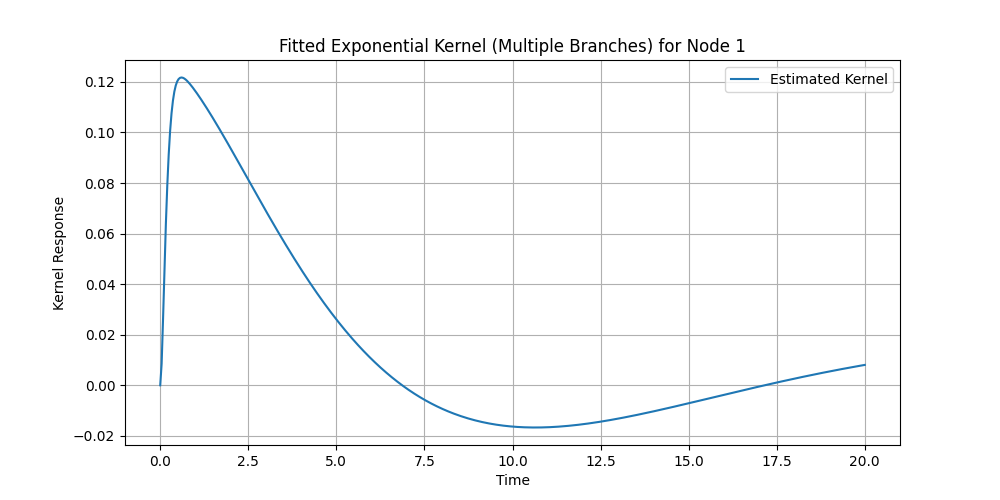 Fitted Exponential Kernel (Multiple Branches) for Node 1
Estimated Kernel
Kernel Response
0.12
0.10
0.08
0.06
0.04
0.02
0.00
−0.02
0.0 2.5 5.0 7.5 10.0 12.5 15.0 17.5 20.0
Time